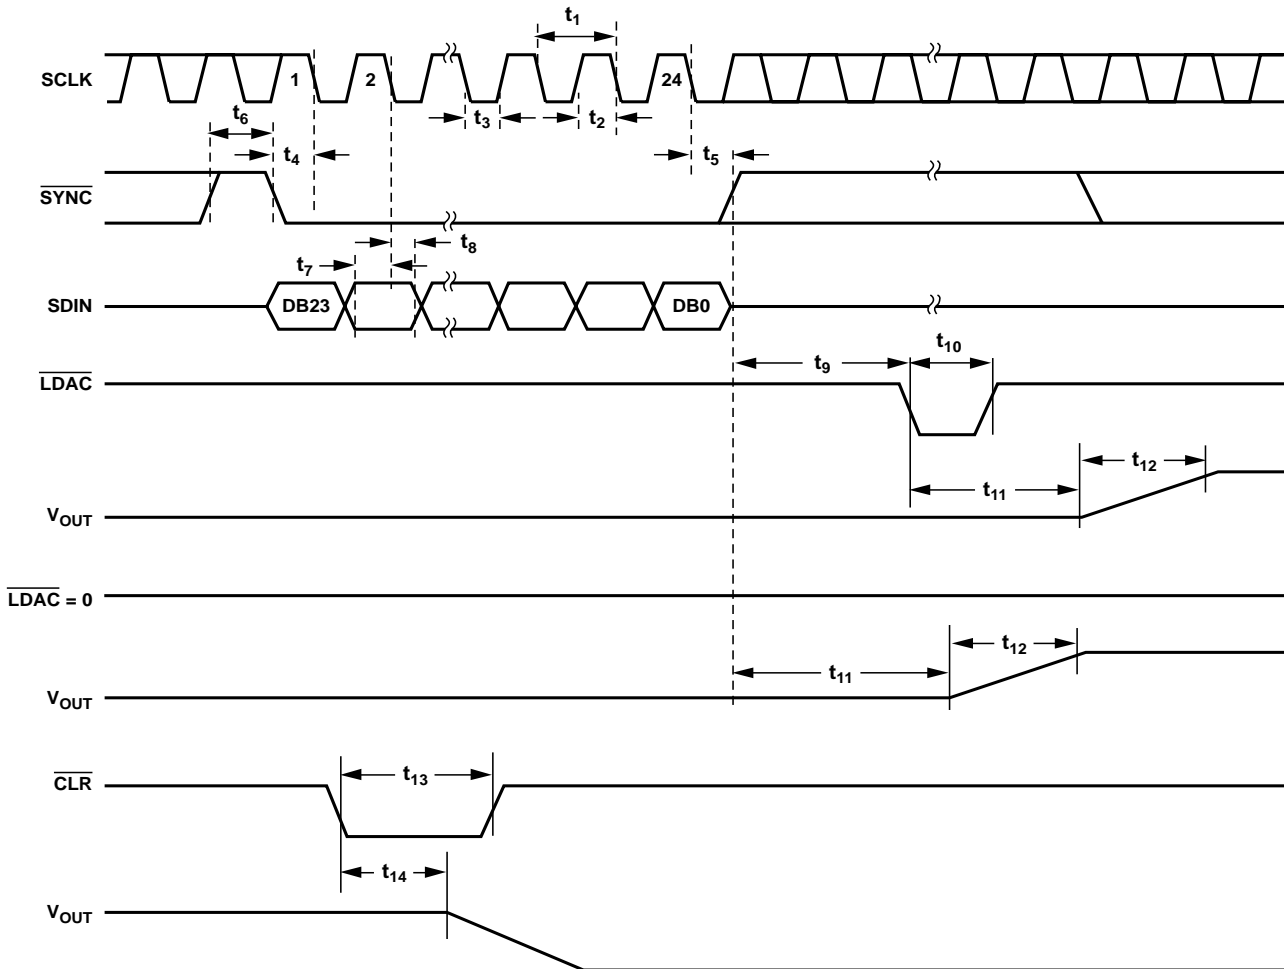 t1
SCLK
1
2
24
t3
t2
t6
t4
t5
SYNC
t8
t7
SDIN
DB23
DB0
t9
t10
LDAC
t12
t11
VOUT
LDAC = 0
t12
t11
VOUT
CLR
t13
t14
VOUT